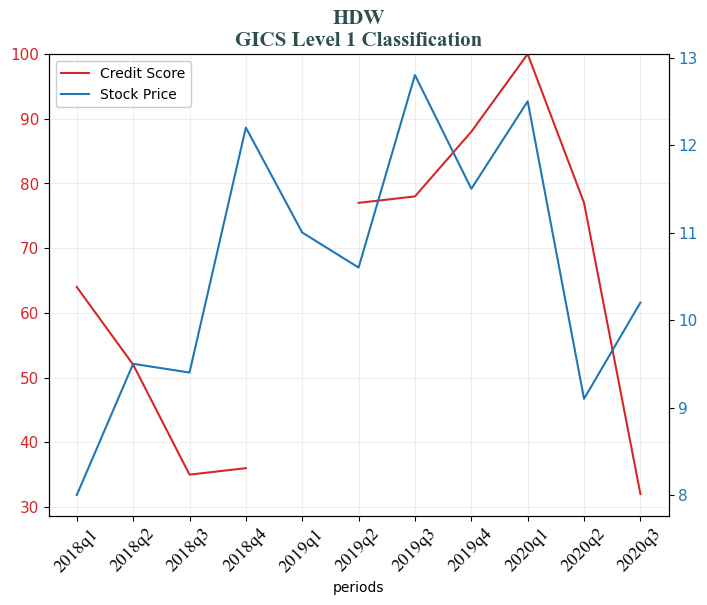 HDW
GICS Level 1 Classification
Credit Score
Stock Price
100
90
80
70
60
50
40
30
13
12
11
10
9
8
2018q1
2018q2
2018q3
2018q4
2019q1
2019q2
2019q3
2019q4
2020q1
2020q2
2020q3
periods